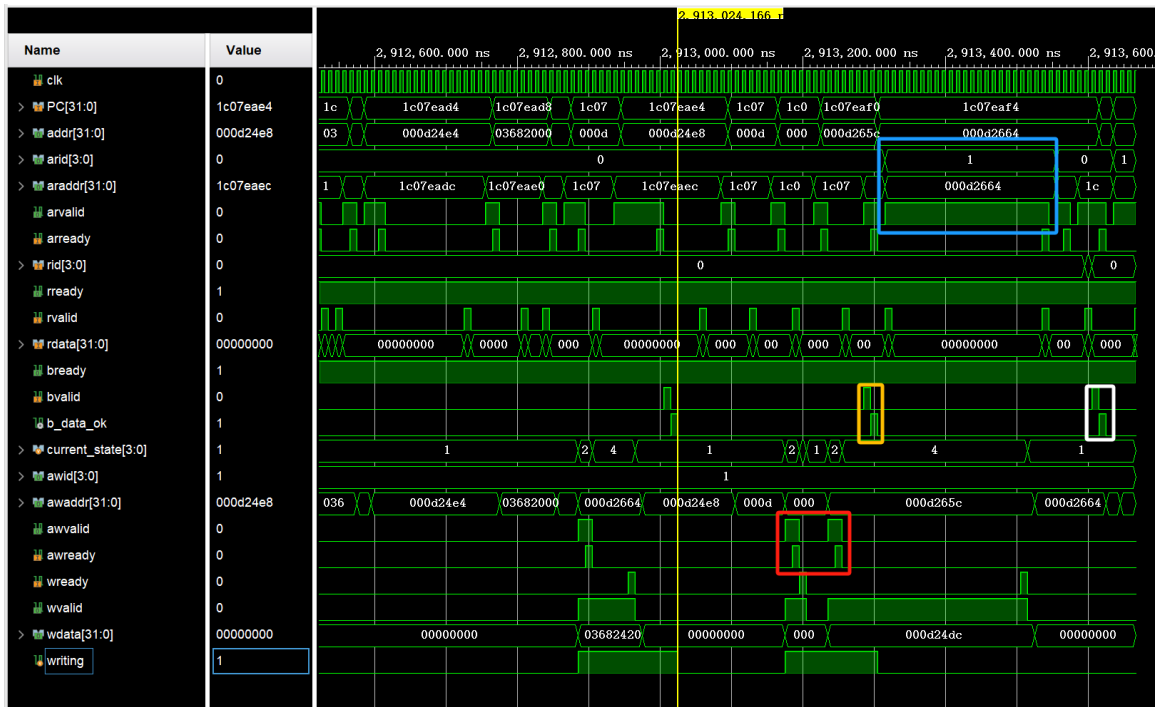 2,913,024.166 n
Name Value
2,912,600.000 ns 2,912,800.000 ns 2,913,000.000 ns 2,913,200.000 ns 2,913,400.000 ns 2,913,600.
clk 0
PC[31:0] 1c07eae4 1c 1c07ead4 1c07ead8 1c07 1c07eae4 1c07 1c0 1c07eaf0 1c07eaf4
addr[31:0] 000d24e8 03 000d24e4 03682000 000d 000d24e8 000d 000 000d265c 000d2664
arid[3:0] 0 0 1 0 1
araddr[31:0] 1c07eaec 1 1c07eadc 1c07eae0 1c07 1c07eaec 1c07 1c0 1c07 000d2664 1c
arvalid 0
arready 0
rid[3:0] 0 0 0
rready 1
rvalid 0
rdata[31:0] 00000000 00000000 0000 000 00000000 000 00 000 00 00000000 00 000
bready 1
bvalid 0
b_data_ok 1
current_state[3:0] 1 1 2 4 1 2 1 2 4 1
awid[3:0] 1 1
awaddr[31:0] 000d24e8 036 000d24e4 03682000 000d2664 000d24e8 000d 000 000d265c 000d2664
awvalid 0
awready 0
wready 0
wvalid 0
wdata[31:0] 00000000 00000000 03682420 00000000 000 000d24dc 00000000
writing 1